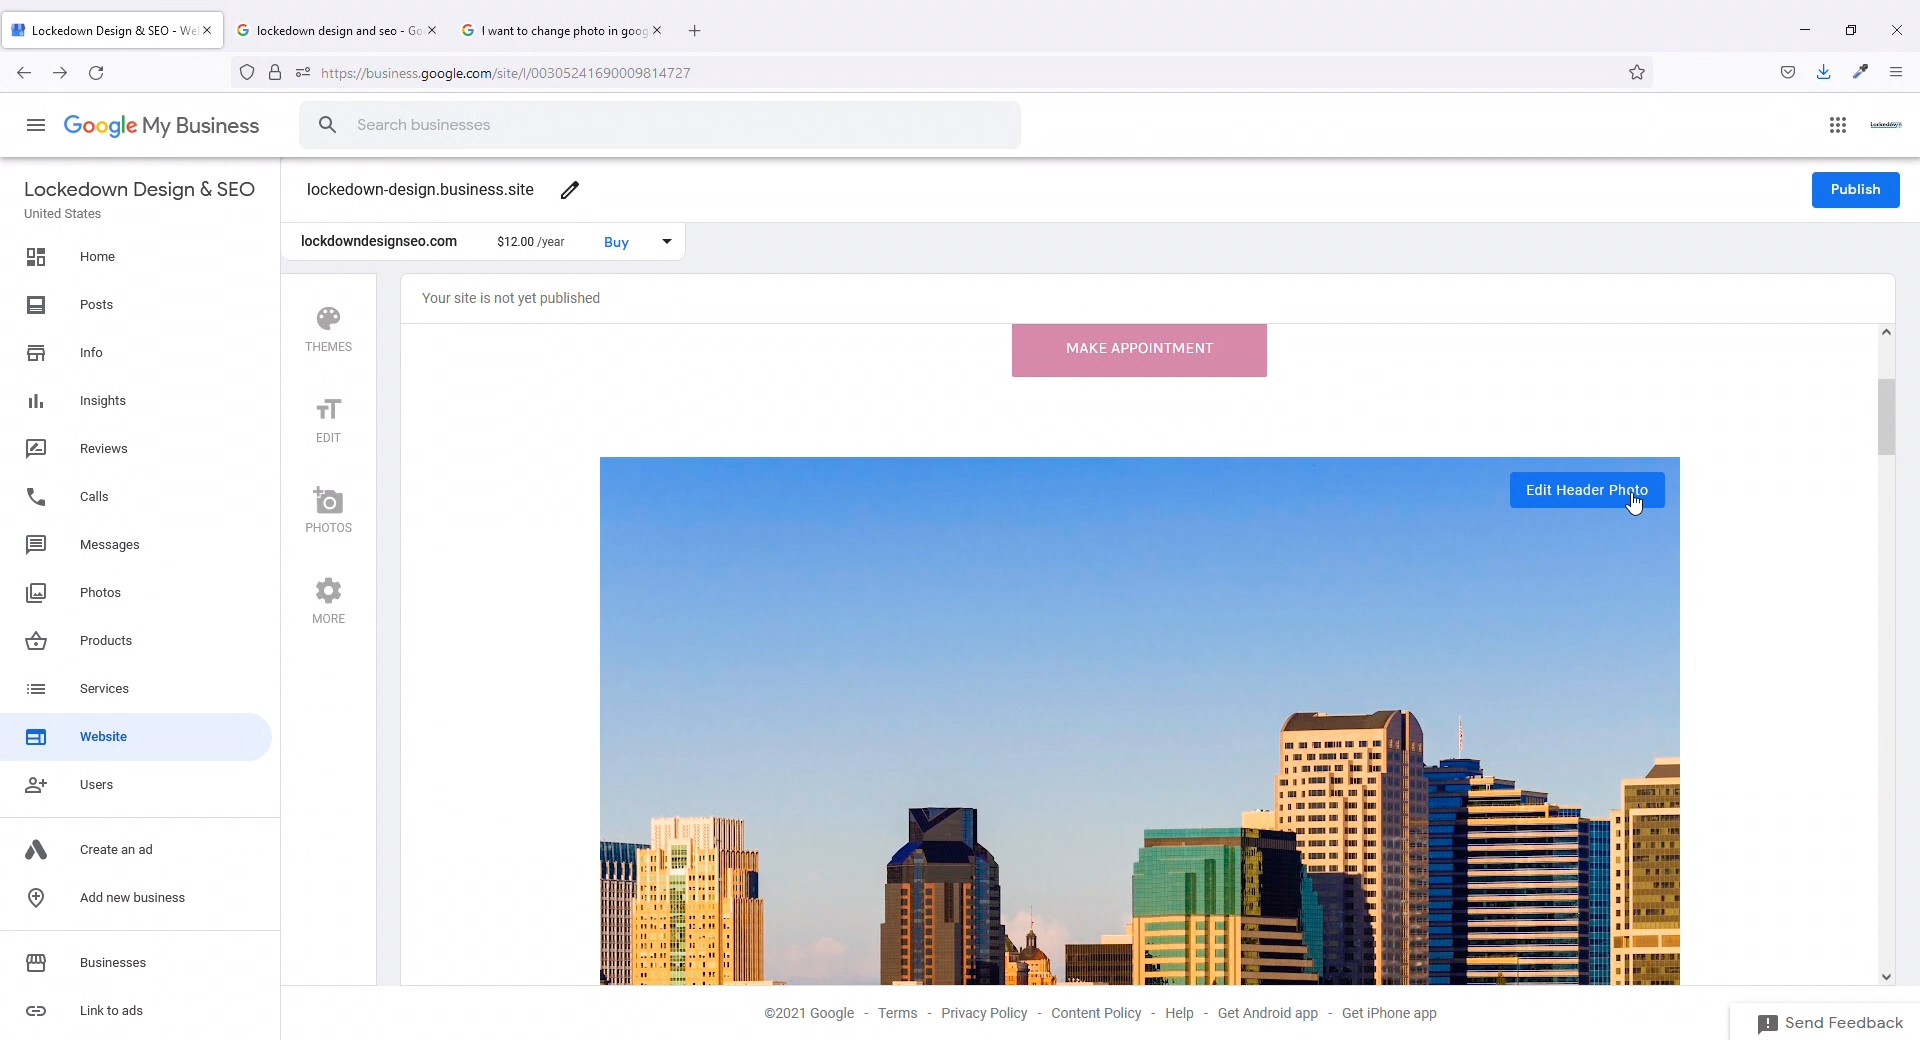 Lockedown Design & SEO - We
lockedown design and seo - Go
I want to change photo in goog
https://business.google.com/site/l/00305241690009814727
Google My Business
Search businesses
Lockedown
Lockedown Design & SEO
United States
lockedown-design.business.site
Publish
lockdowndesignseo.com $12.00 /year Buy
Home
Posts
Info
Insights
Reviews
Calls
Messages
Photos
Products
Services
Website
Users
Create an ad
Add new business
Businesses
Link to ads
THEMES
EDIT
PHOTOS
MORE
Your site is not yet published
MAKE APPOINTMENT
Edit Header Photo
©2021 Google - Terms - Privacy Policy - Content Policy - Help - Get Android app - Get iPhone app
Send Feedback